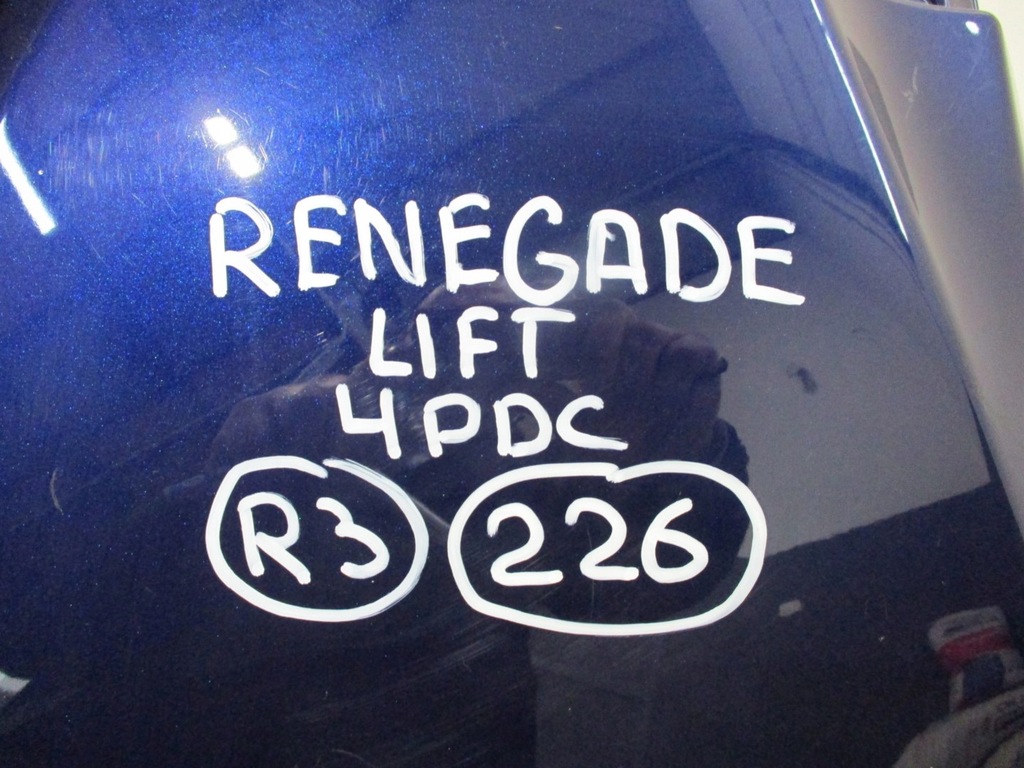 RENEGADE
LIFT
4PDC
R3 226